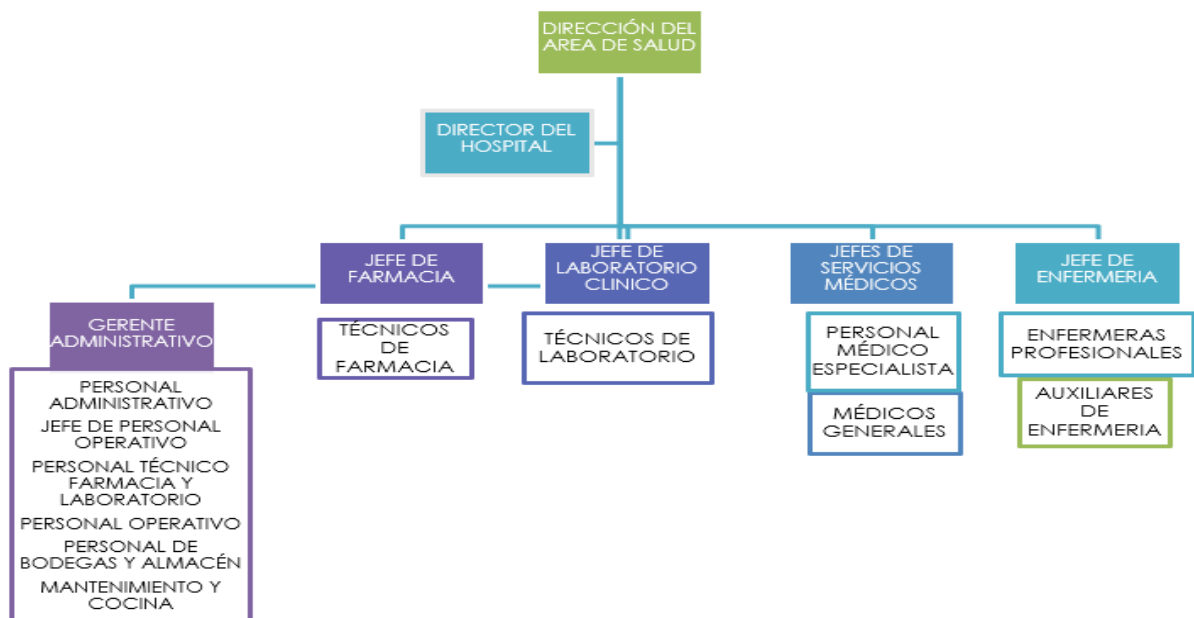 DIRECCIÓN DEL
AREA DE SALUD
DIRECTOR DEL
HOSPITAL
JEFE DE
FARMACIA
JEFE DE
LABORATORIO
CLINICO
JEFES DE
SERVICIOS
MÉDICOS
JEFE DE
ENFERMERIA
GERENTE
ADMINISTRATIVO
TÉCNICOS
DE
FARMACIA
TÉCNICOS DE
LABORATORIO
PERSONAL
MÉDICO
ESPECIALISTA
MÉDICOS
GENERALES
ENFERMERAS
PROFESIONALES
AUXILIARES
DE
ENFERMERIA
PERSONAL
ADMINISTRATIVO
JEFE DE PERSONAL
OPERATIVO
PERSONAL TÉCNICO
FARMACIA Y
LABORATORIO
PERSONAL OPERATIVO
PERSONAL DE
BODEGAS Y ALMACÉN
MANTENIMIENTO Y
COCINA